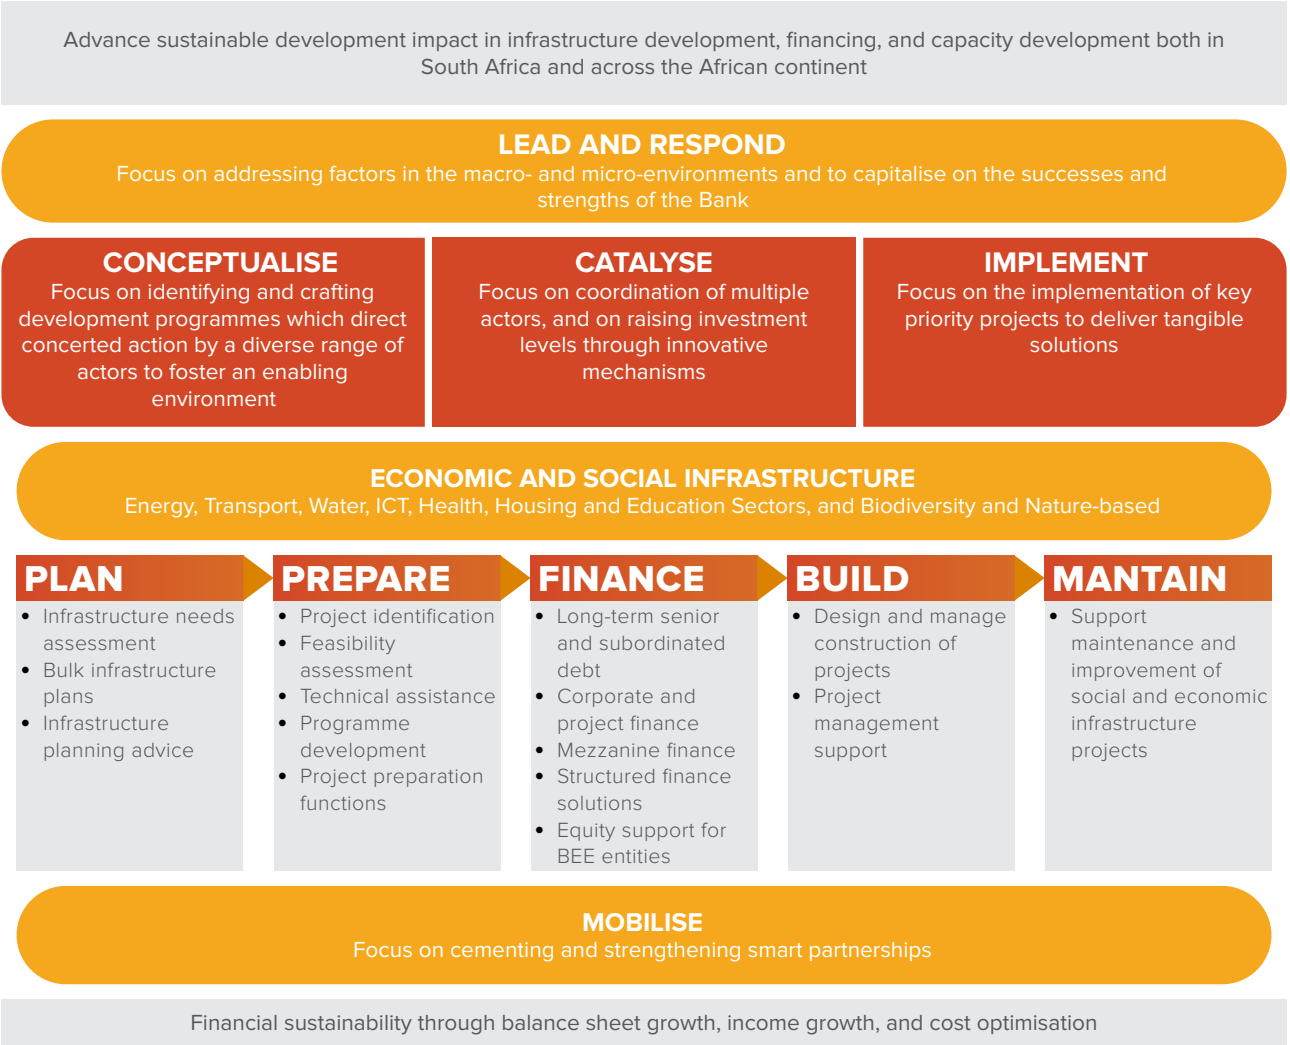 Advance sustainable development impact in infrastructure development, financing, and capacity development both in
South Africa and across the African continent
LEAD AND RESPOND
Focus on addressing factors in the macro- and micro-environments and to capitalise on the successes and
strengths of the Bank
CONCEPTUALISE
Focus on identifying and crafting
development programmes which direct
concerted action by a diverse range of
actors to foster an enabling
environment
CATALYSE
Focus on coordination of multiple
actors, and on raising investment
levels through innovative
mechanisms
IMPLEMENT
Focus on the implementation of key
priority projects to deliver tangible
solutions
ECONOMIC AND SOCIAL INFRASTRUCTURE
Energy, Transport, Water, ICT, Health, Housing and Education Sectors, and Biodiversity and Nature-based
PLAN
• Infrastructure needs
assessment
• Bulk infrastructure
plans
• Infrastructure
planning advice
PREPARE
• Project identification
• Feasibility
assessment
• Technical assistance
• Programme
development
• Project preparation
functions
FINANCE
• Long-term senior
and subordinated
debt
• Corporate and
project finance
• Mezzanine finance
• Structured finance
solutions
• Equity support for
BEE entities
BUILD
• Design and manage
construction of
projects
• Project
management
support
MANTAIN
• Support
maintenance and
improvement of
social and economic
infrastructure
projects
MOBILISE
Focus on cementing and strengthening smart partnerships
Financial sustainability through balance sheet growth, income growth, and cost optimisation